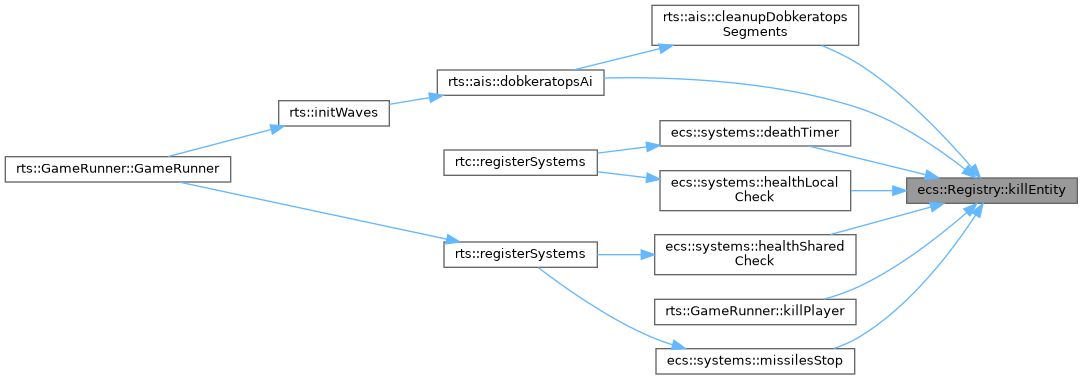 rts::ais::cleanupDobkeratops
Segments
rts::ais::dobkeratopsAi
rts::initWaves
ecs::systems::deathTimer
rtc::registerSystems
rts::GameRunner::GameRunner
ecs::systems::healthLocal
Check
ecs::Registry::killEntity
ecs::systems::healthShared
Check
rts::registerSystems
rts::GameRunner::killPlayer
ecs::systems::missilesStop